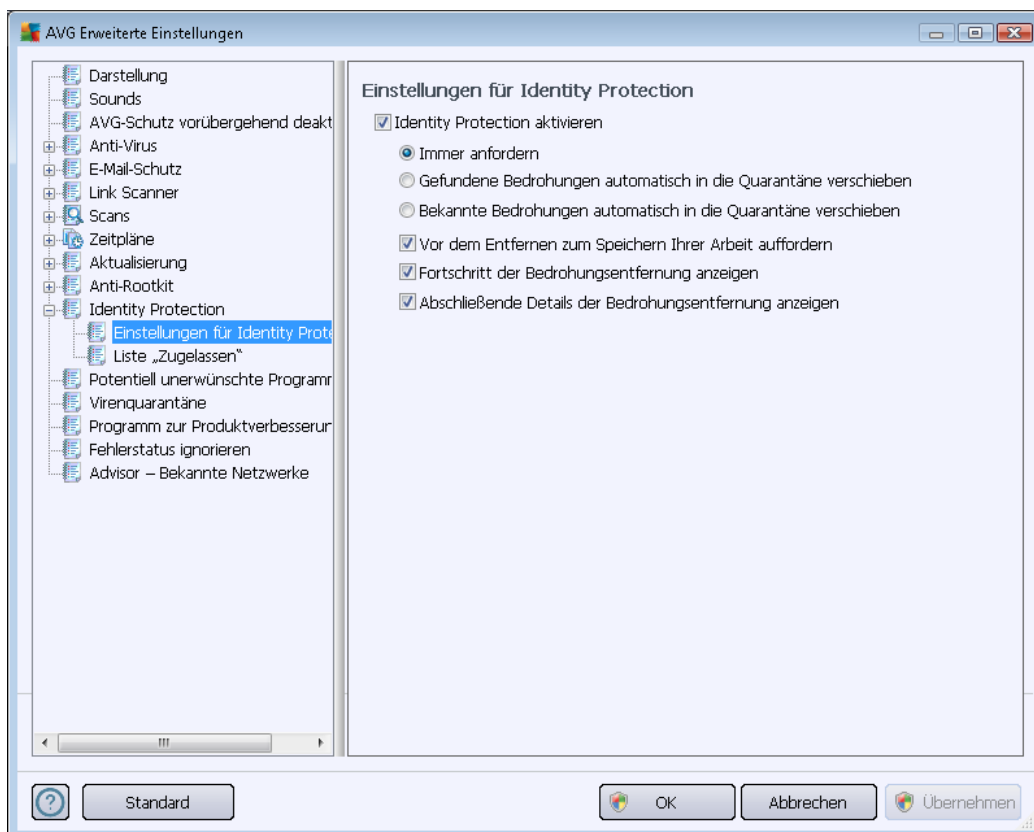 AVG Erweiterte Einstellungen
Darstellung
Sounds
AVG-Schutz vorübergehend deakt
Anti-Virus
E-Mail-Schutz
Link Scanner
Scans
Zeitpläne
Aktualisierung
Anti-Rootkit
Identity Protection
Einstellungen für Identity Prote
Liste „Zugelassen“
Potentiell unerwünschte Programr
Virenquarantäne
Programm zur Produktverbesserur
Fehlerstatus ignorieren
Advisor – Bekannte Netzwerke
Einstellungen für Identity Protection
Identity Protection aktivieren
Immer anfordern
Gefundene Bedrohungen automatisch in die Quarantäne verschieben
Bekannte Bedrohungen automatisch in die Quarantäne verschieben
Vor dem Entfernen zum Speichern Ihrer Arbeit auffordern
Fortschritt der Bedrohungsentfernung anzeigen
Abschließende Details der Bedrohungsentfernung anzeigen
? Standard OK Abbrechen Übernehmen